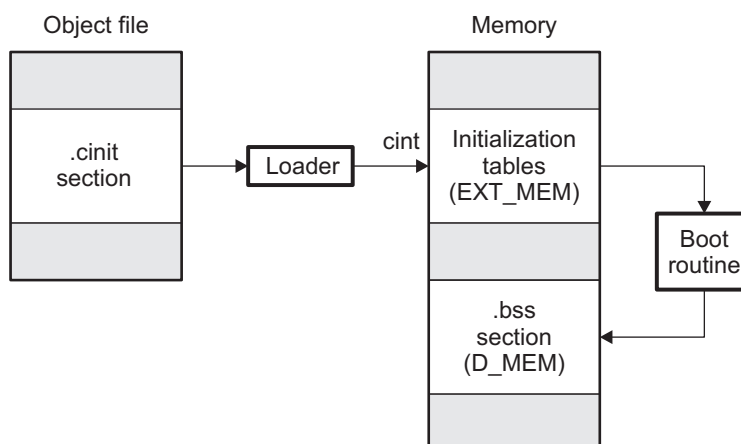 Object file
Memory
.cinit
section
Loader
cint
Initialization
tables
(EXT_MEM)
Boot
routine
.bss
section
(D_MEM)